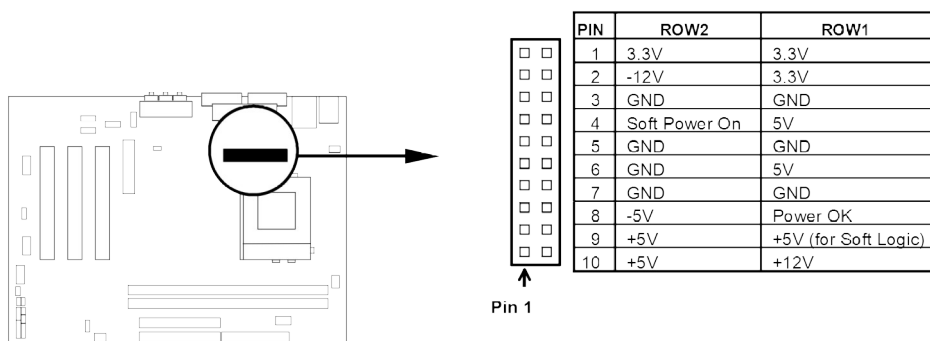 PIN ROW2 ROW1
1 3.3V 3.3V
2 -12V 3.3V
3 GND GND
4 Soft Power On 5V
5 GND GND
6 GND 5V
7 GND GND
8 -5V Power OK
9 +5V +5V (for Soft Logic)
10 +5V +12V
Pin 1